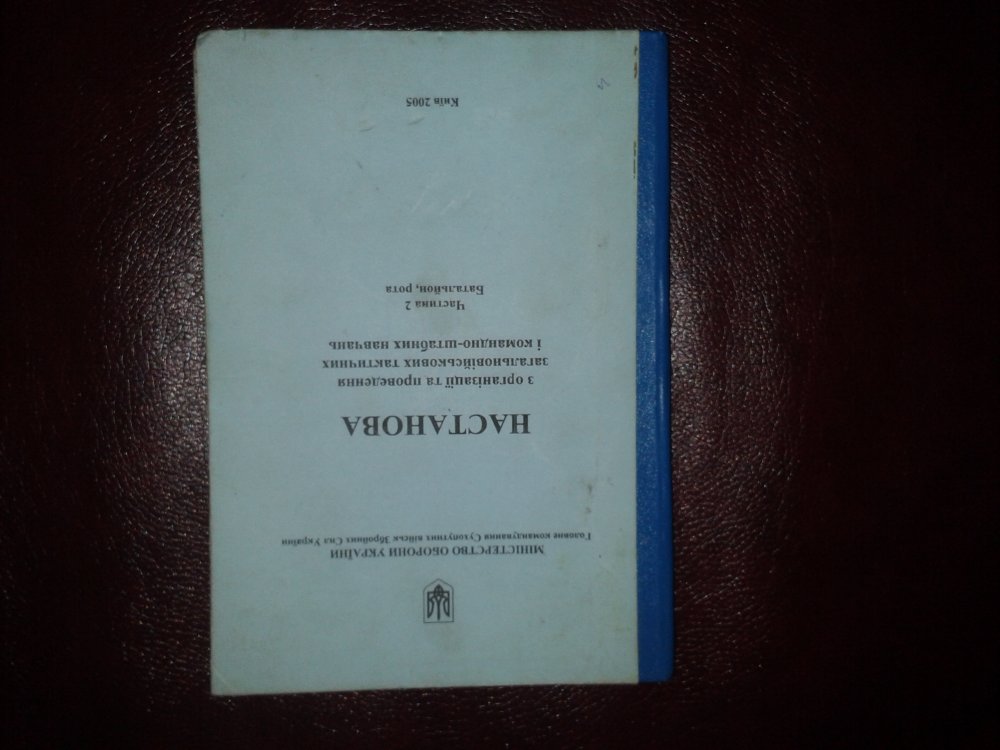 МІНІСТЕРСТВО ОБОРОНИ УКРАЇНИ
Головне командування Сухопутних військ Збройних Сил України
НАСТАНОВА
з організації та проведення
загальновійськових тактичних
і командно-штабних навчань
Частина 2
Батальйон, рота
Київ 2005